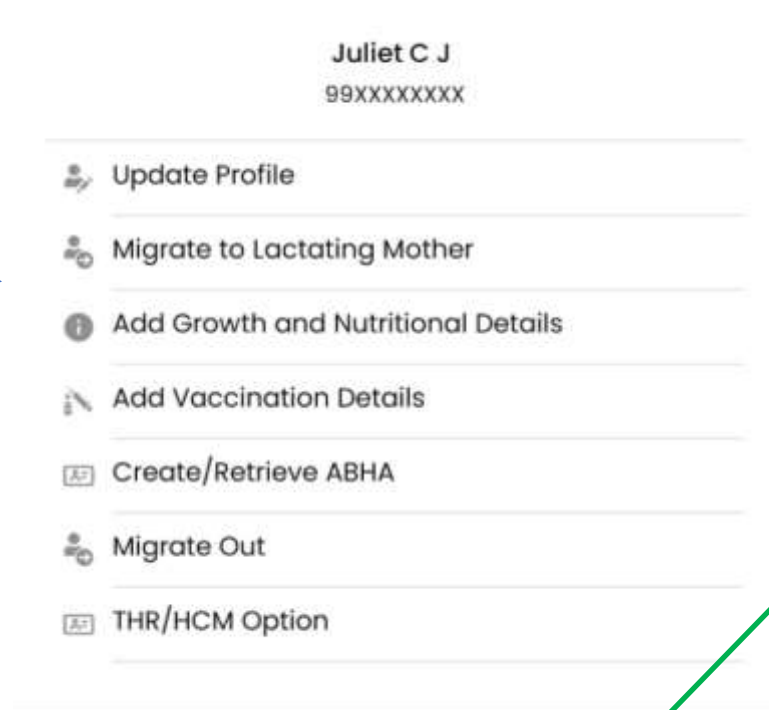 Juliet C J
99XXXXXXXX
Update Profile
Migrate to Lactating Mother
Add Growth and Nutritional Details
Add Vaccination Details
Create/Retrieve ABHA
Migrate Out
THR/HCM Option